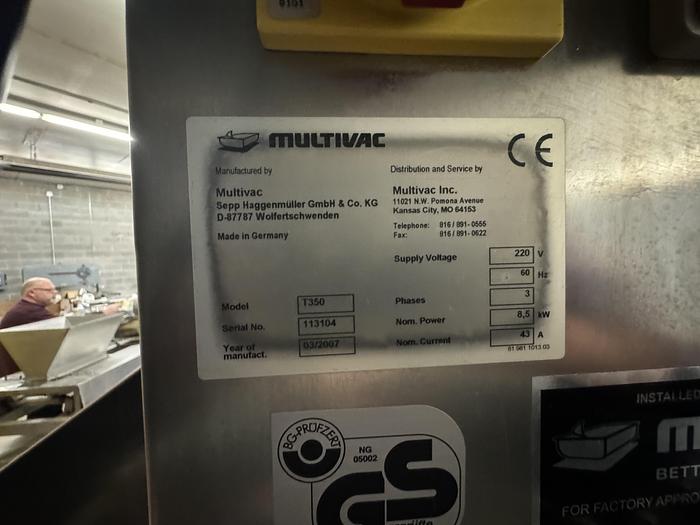 0101
MULTIVAC
CE
Manufactured by
Multivac
Sepp Haggenmüller GmbH & Co. KG
D-87787 Wolfertschwenden
Made in Germany
Distribution and Service by
Multivac Inc.
11021 N.W. Pomona Avenue
Kansas City, MO 64153
Telephone: 816 / 891-0555
Fax: 816 / 891-0622
Supply Voltage 220 V
60 Hz
Phases 3
Nom. Power 8,5 kW
Nom. Current 43 A
Model T350
Serial No. 113104
Year of
manufact. 03/2007
81.981.1013.03
BG-PRÜFZERT
NG
05002
GS
INSTALLED
M
BETT
FOR FACTORY APPRO